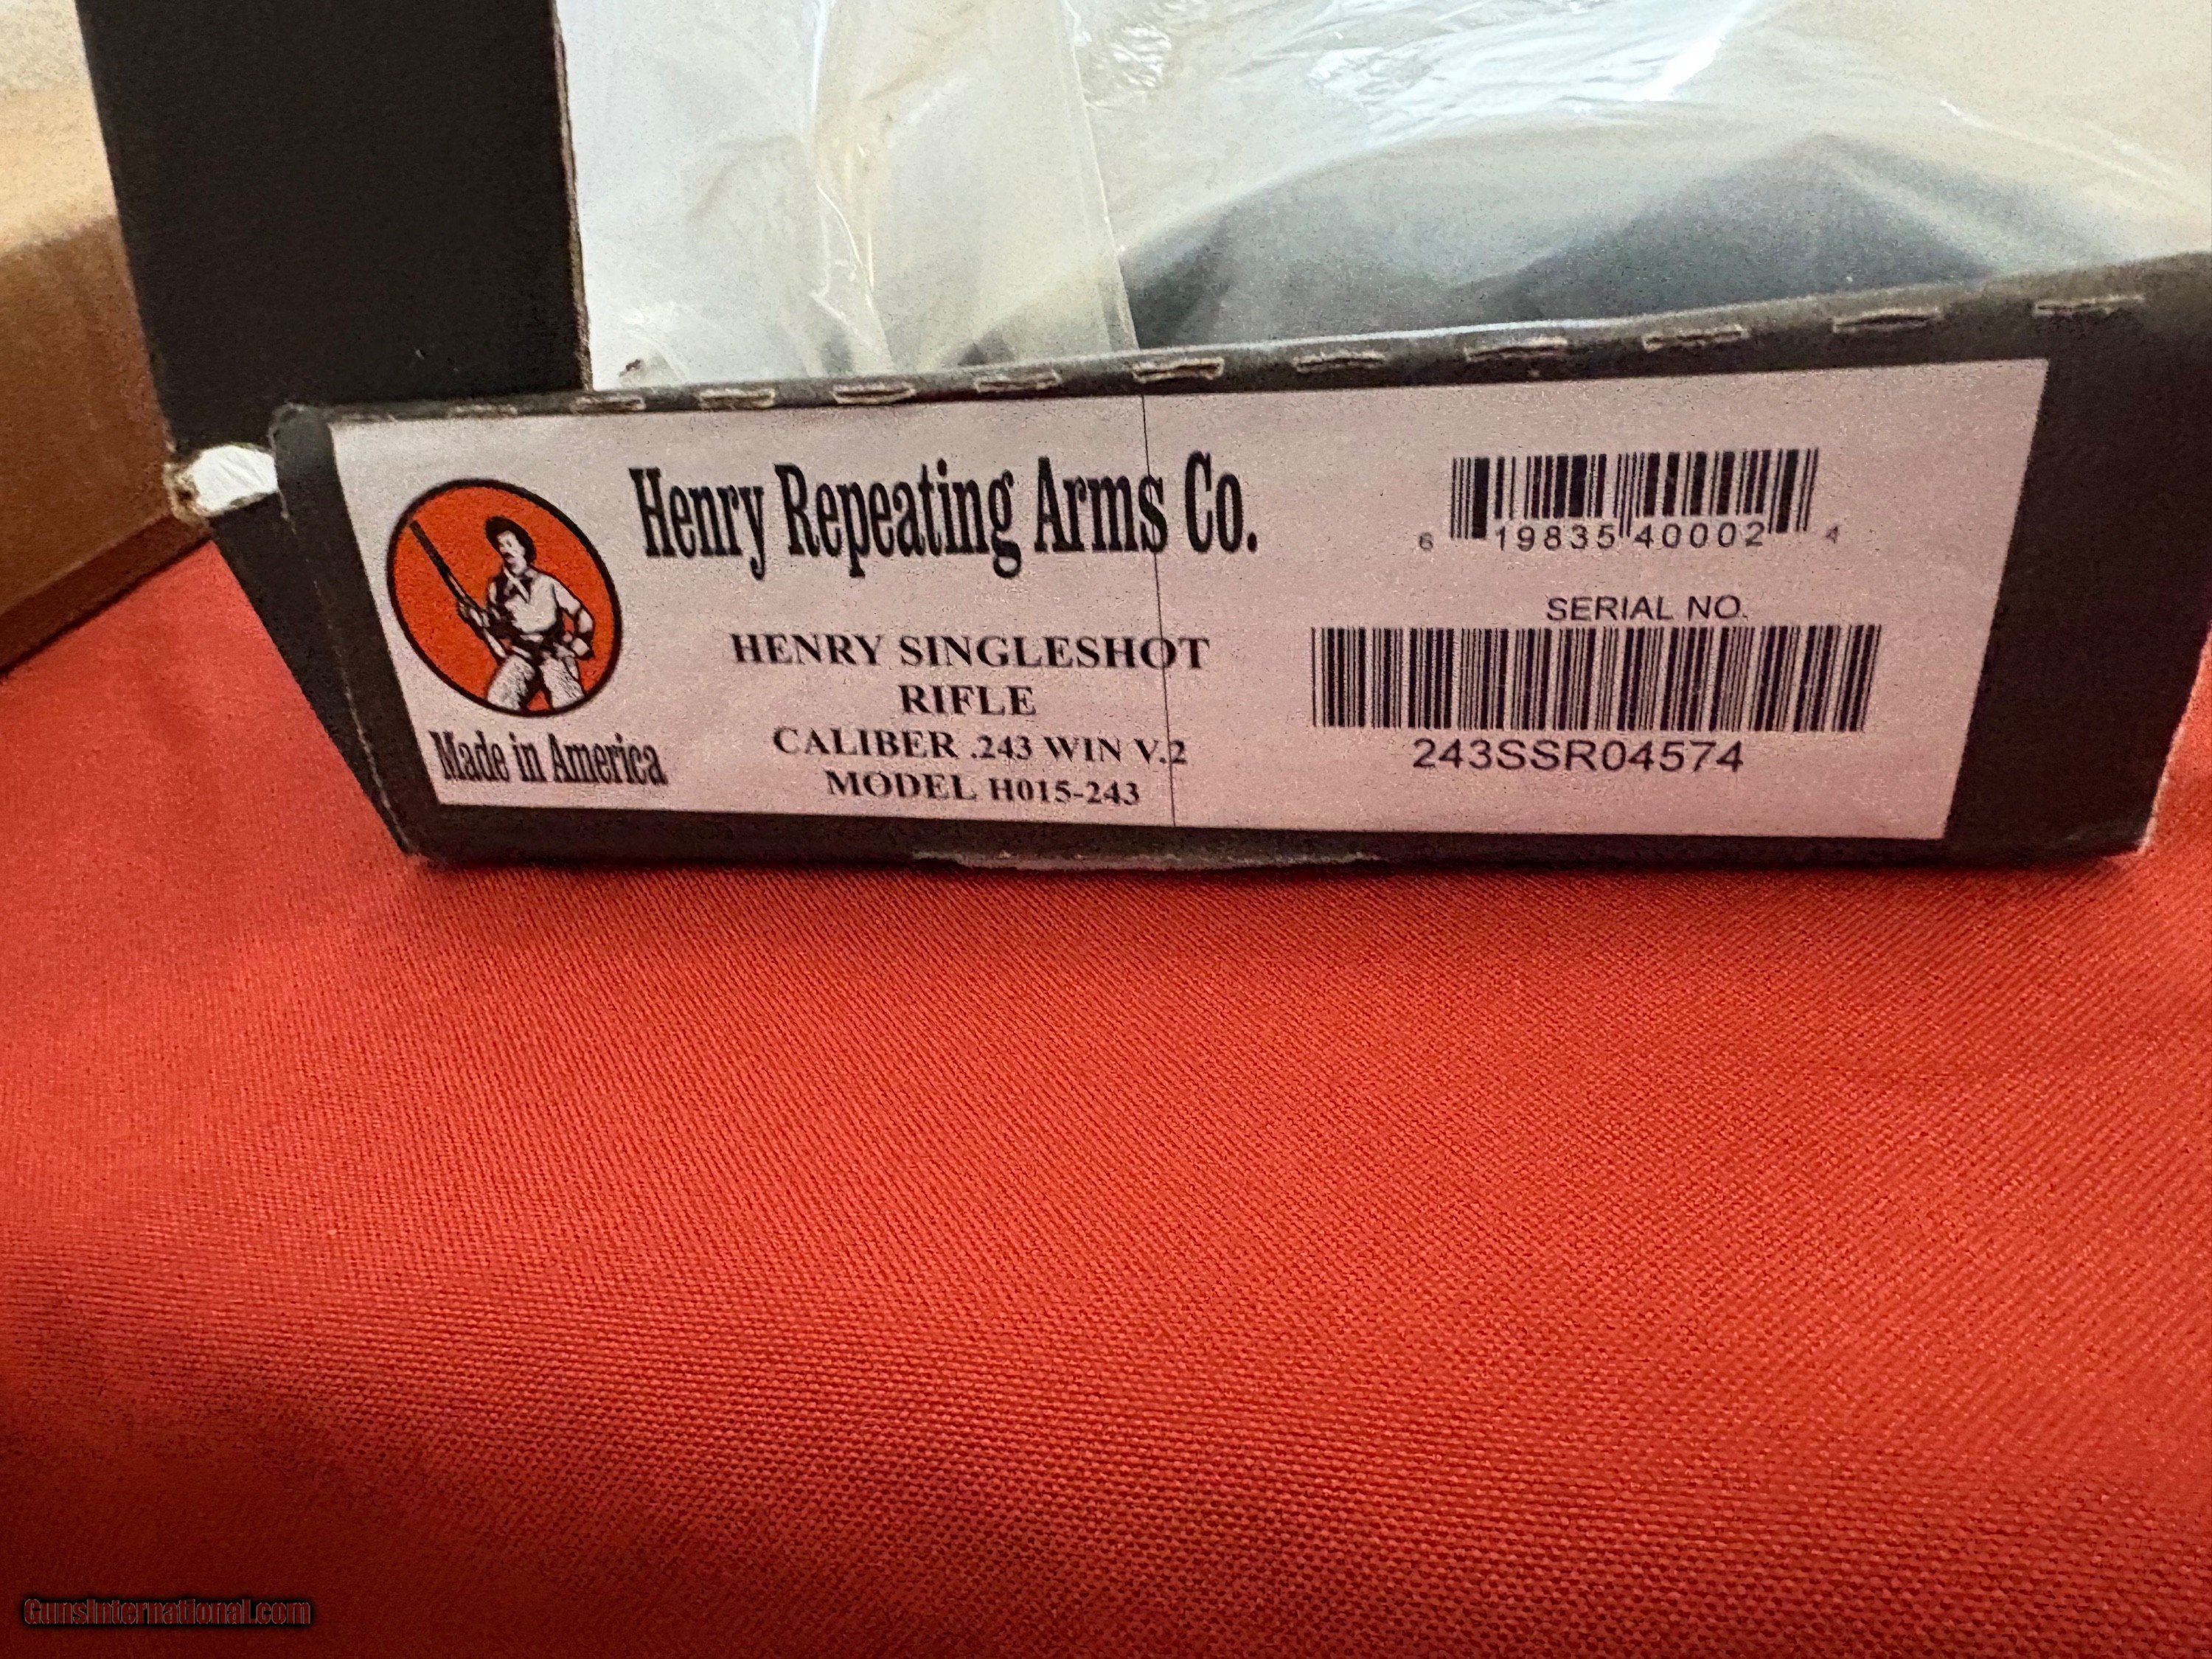 Henry Repeating Arms Co.
Made in America
HENRY SINGLESHOT
RIFLE
CALIBER .243 WIN V.2
MODEL H015-243
6 19835 40002 4
SERIAL NO.
243SSR04574
GunsInternational.com